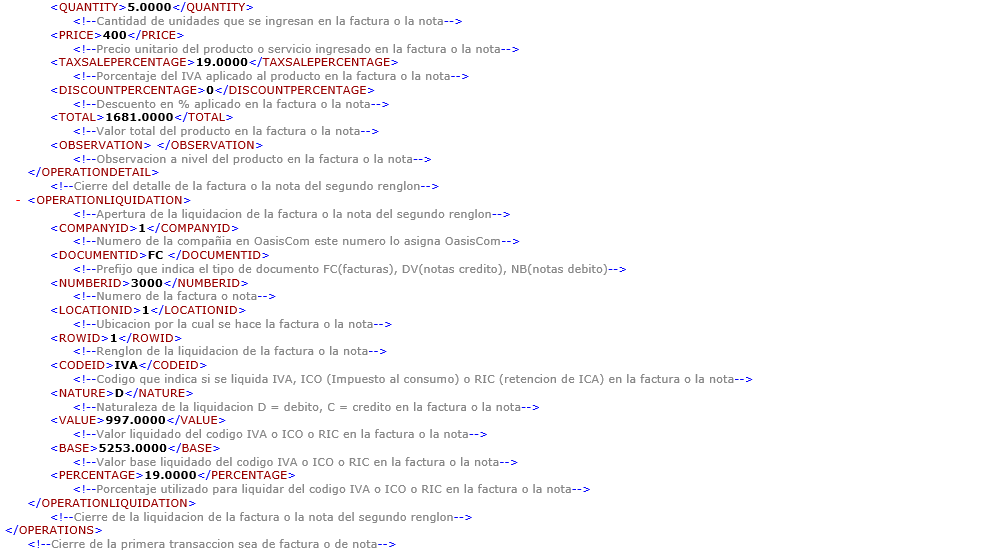 <QUANTITY>5.0000</QUANTITY>
<!--Cantidad de unidades que se ingresan en la factura o la nota-->
<PRICE>400</PRICE>
<!--Precio unitario del producto o servicio ingresado en la factura o la nota-->
<TAXSALEPERCENTAGE>19.0000</TAXSALEPERCENTAGE>
<!--Porcentaje del IVA aplicado al producto en la factura o la nota-->
<DISCOUNTPERCENTAGE>0</DISCOUNTPERCENTAGE>
<!--Descuento en % aplicado en la factura o la nota-->
<TOTAL>1681.0000</TOTAL>
<!--Valor total del producto en la factura o la nota-->
<OBSERVATION> </OBSERVATION>
<!--Observacion a nivel del producto en la factura o la nota-->
</OPERATIONDETAIL>
<!--Cierre del detalle de la factura o la nota del segundo renglon-->
- <OPERATIONLIQUIDATION>
<!--Apertura de la liquidacion de la factura o la nota del segundo renglon-->
<COMPANYID>1</COMPANYID>
<!--Numero de la compañia en OasisCom este numero lo asigna OasisCom-->
<DOCUMENTID>FC </DOCUMENTID>
<!--Prefijo que indica el tipo de documento FC(facturas), DV(notas credito), NB(notas debito)-->
<NUMBERID>3000</NUMBERID>
<!--Numero de la factura o nota-->
<LOCATIONID>1</LOCATIONID>
<!--Ubicacion por la cual se hace la factura o la nota-->
<ROWID>1</ROWID>
<!--Renglon de la liquidacion de la factura o la nota-->
<CODEID>IVA</CODEID>
<!--Codigo que indica si se liquida IVA, ICO (Impuesto al consumo) o RIC (retencion de ICA) en la factura o la nota-->
<NATURE>D</NATURE>
<!--Naturaleza de la liquidacion D = debito, C = credito en la factura o la nota-->
<VALUE>997.0000</VALUE>
<!--Valor liquidado del codigo IVA o ICO o RIC en la factura o la nota-->
<BASE>5253.0000</BASE>
<!--Valor base liquidado del codigo IVA o ICO o RIC en la factura o la nota-->
<PERCENTAGE>19.0000</PERCENTAGE>
<!--Porcentaje utilizado para liquidar del codigo IVA o ICO o RIC en la factura o la nota-->
</OPERATIONLIQUIDATION>
<!--Cierre de la liquidacion de la factura o la nota del segundo renglon-->
</OPERATIONS>
<!--Cierre de la primera transaccion sea de factura o de nota-->